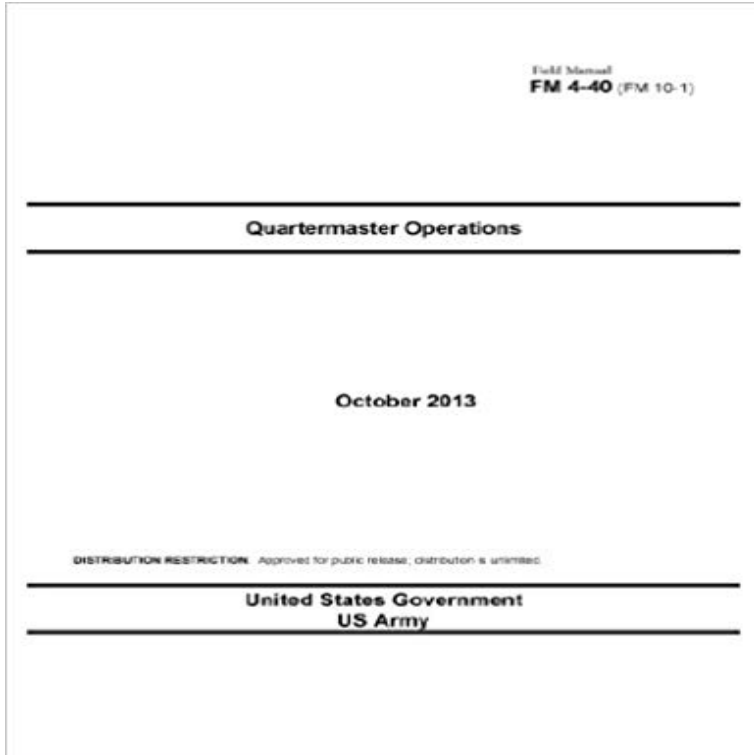 Field Manual
FM 4-40 (FM 10-1)
Quartermaster Operations
October 2013
DISTRIBUTION RESTRICTION. Approved for public release; distribution is unlimited.
United States Government
US Army